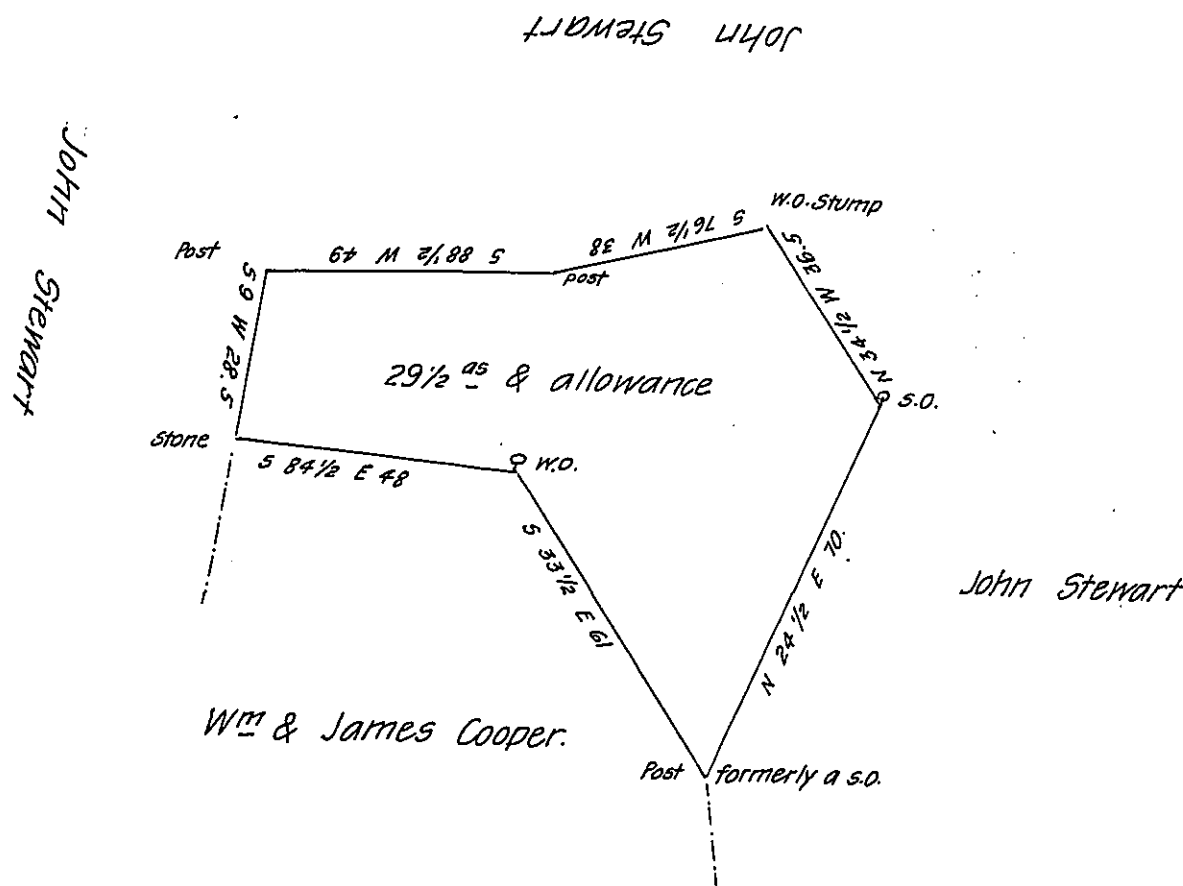 John Stewart
John Stewart
W.O. Stump
Post
S 88½ W 49
S 76½ W 38
post
N 34½ W 36.5
S 9 W 28.5
29½ as & allowance
S.O.
Stone
S 84½ E 48
W.O.
S 33½ E 61
N 24½ E 70.
John Stewart
Wm & James Cooper.
Post formerly a s.o.